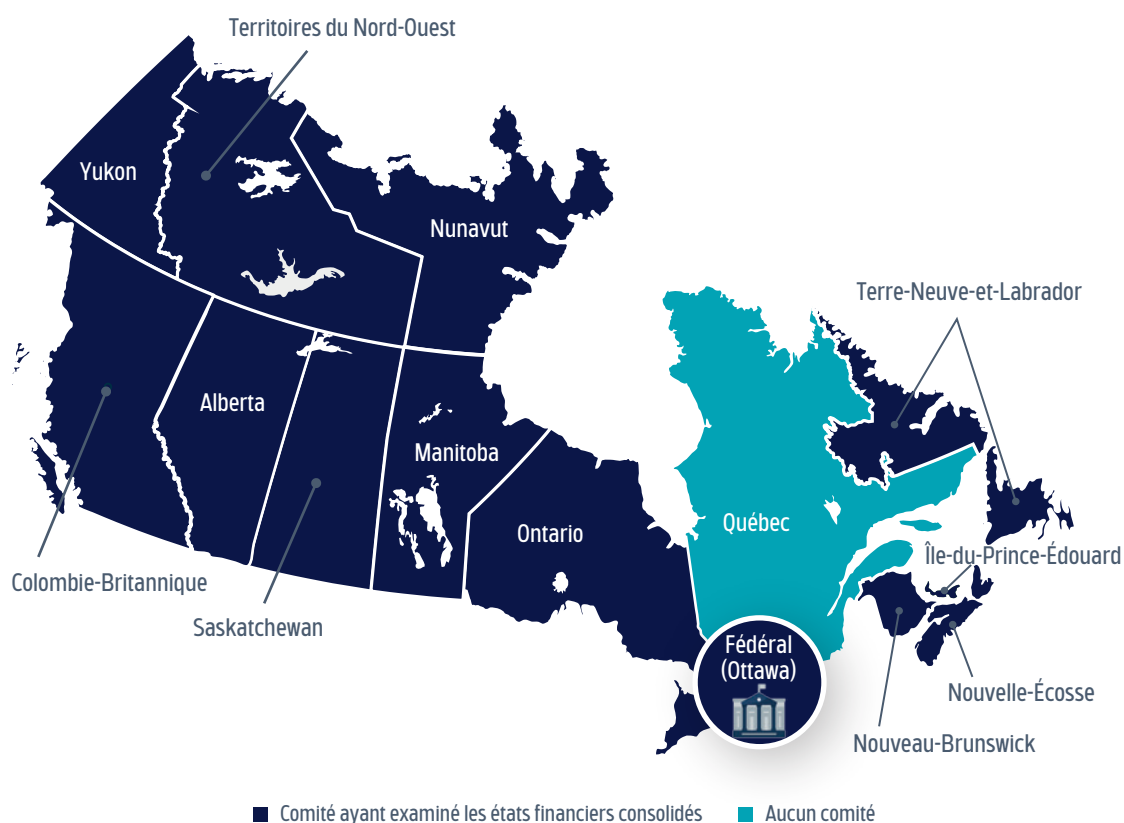 Territoires du Nord-Ouest
Yukon
Nunavut
Terre-Neuve-et-Labrador
Alberta
Manitoba
Québec
Ontario
Île-du-Prince-Édouard
Colombie-Britannique
Saskatchewan
Fédéral
(Ottawa)
Nouvelle-Écosse
Nouveau-Brunswick
Comité ayant examiné les états financiers consolidés
Aucun comité